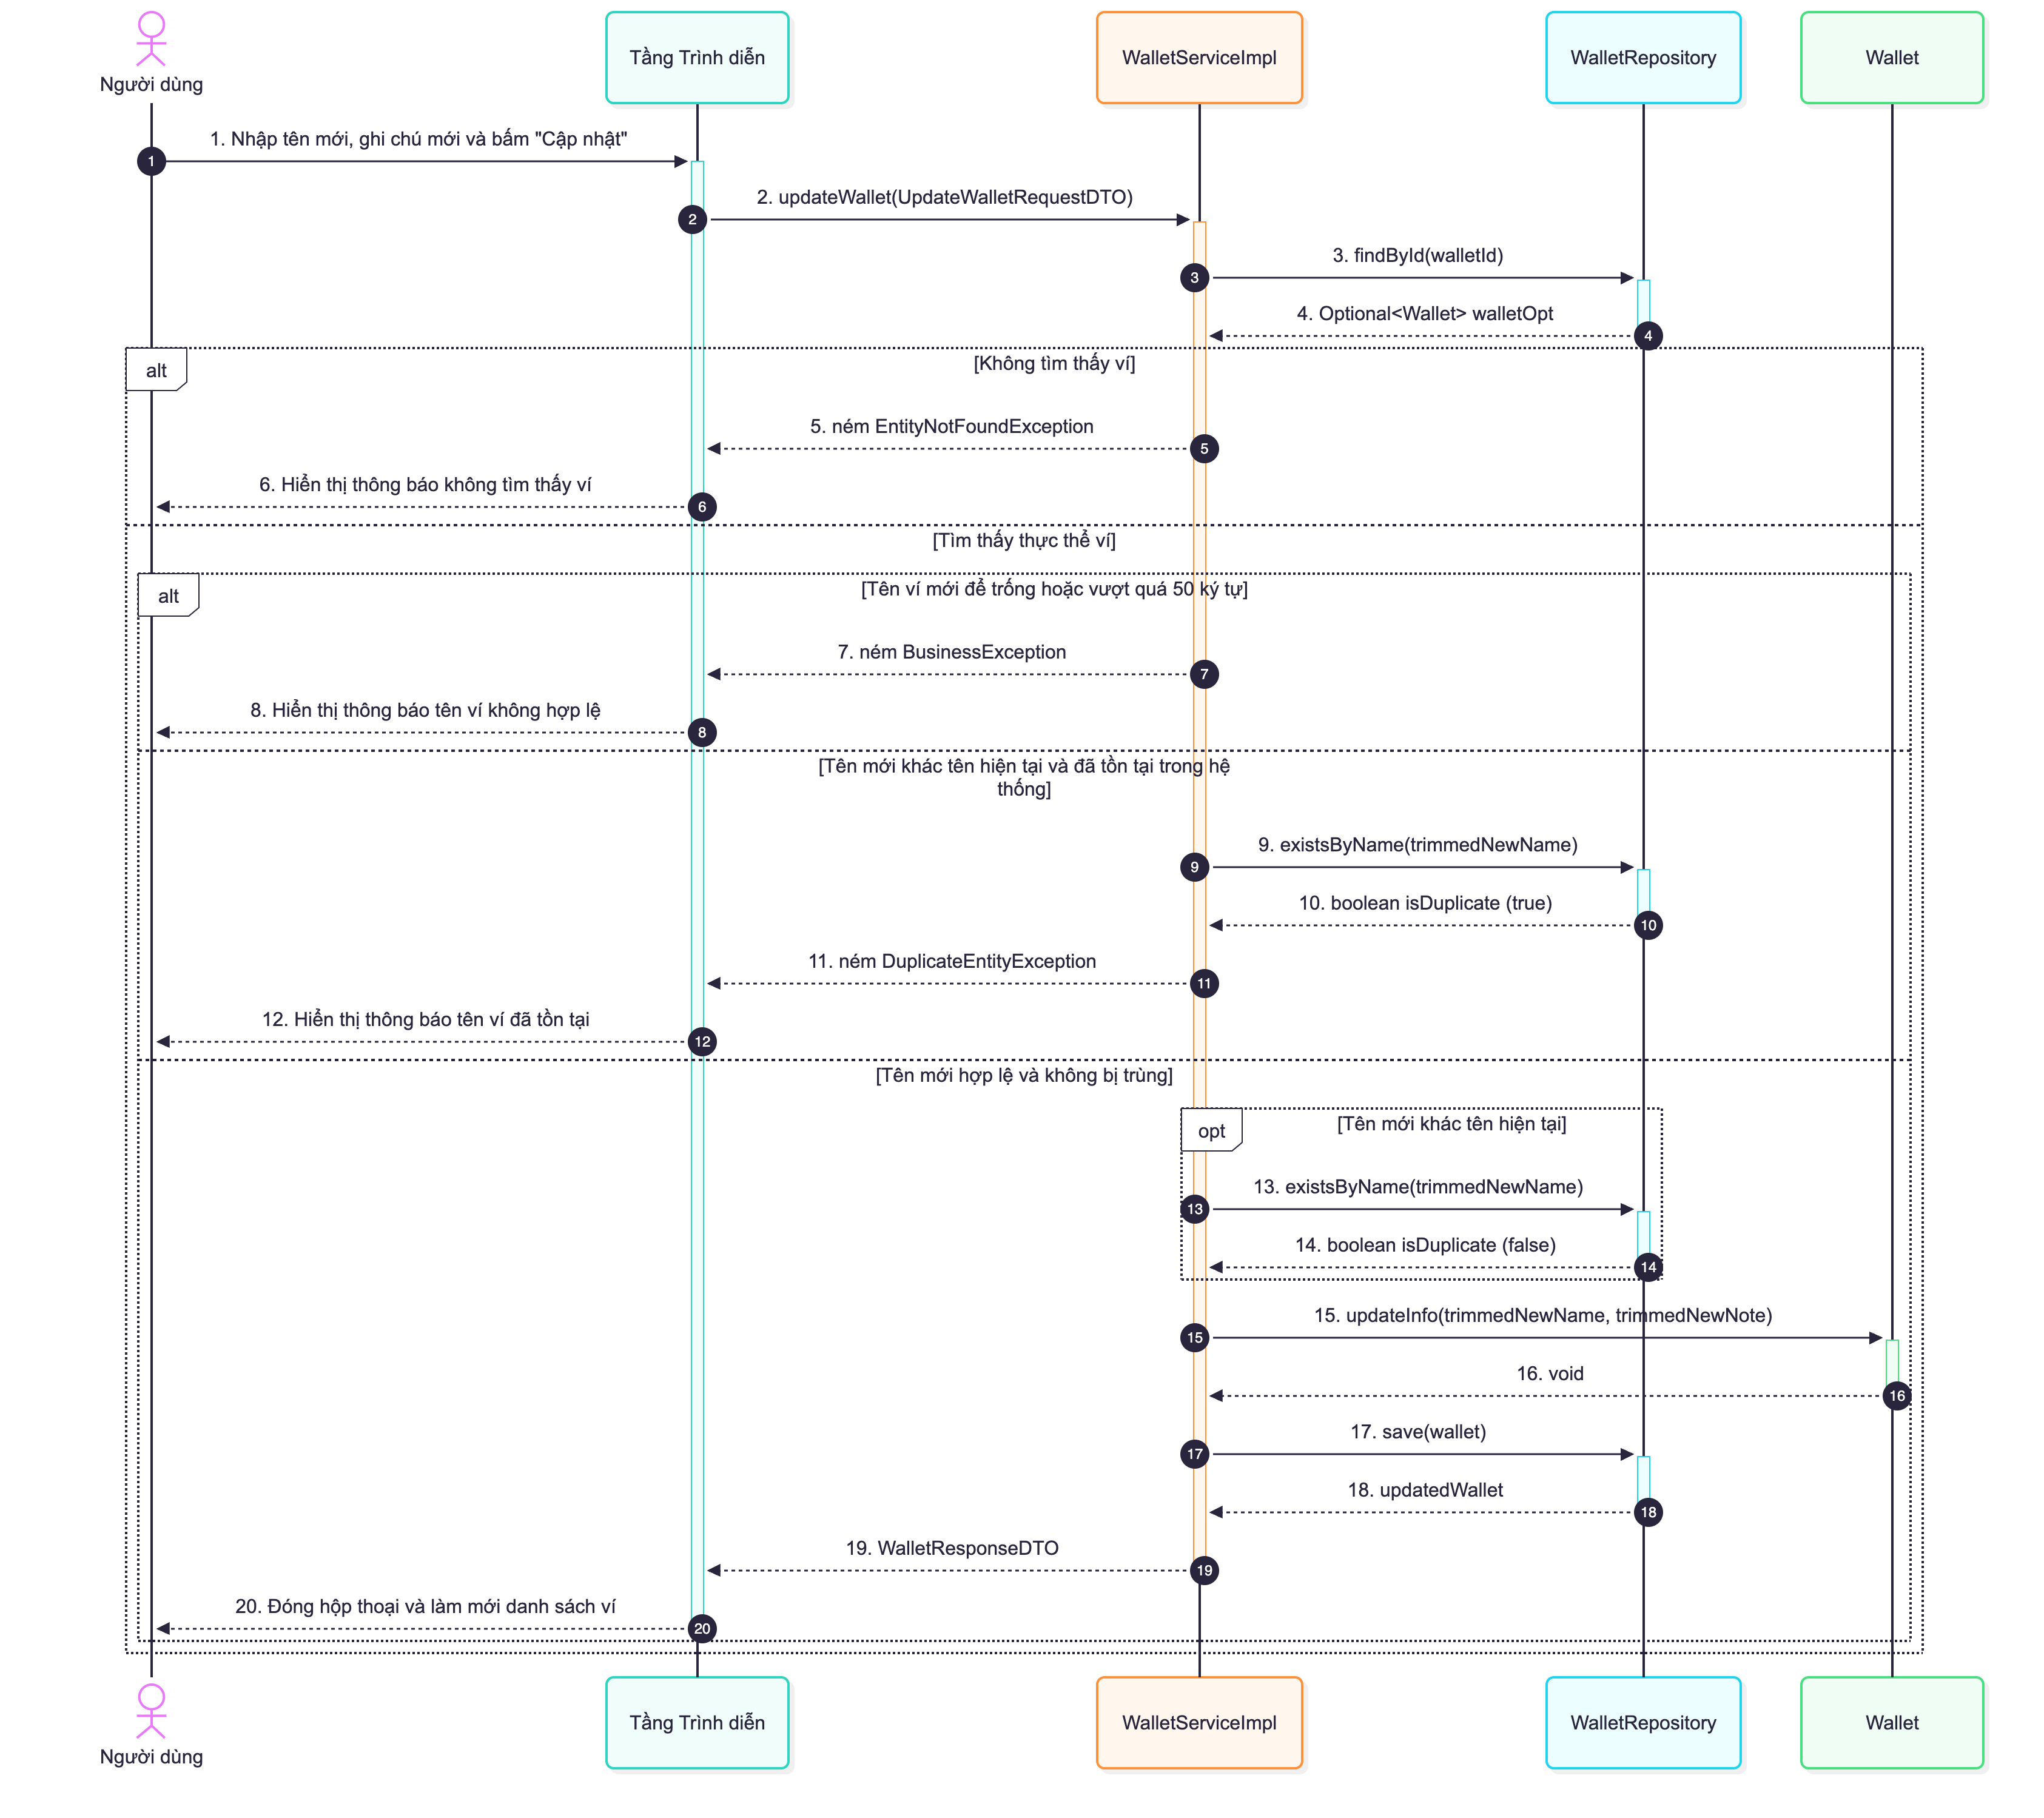 Người dùng
Tầng Trình diễn
WalletServiceImpl
WalletRepository
Wallet
1. Nhập tên mới, ghi chú mới và bấm "Cập nhật"
1
2. updateWallet(UpdateWalletRequestDTO)
2
3. findById(walletId)
3
4. Optional<Wallet> walletOpt
4
alt
[Không tìm thấy ví]
5. ném EntityNotFoundException
5
6. Hiển thị thông báo không tìm thấy ví
6
[Tìm thấy thực thể ví]
alt
[Tên ví mới để trống hoặc vượt quá 50 ký tự]
7. ném BusinessException
7
8. Hiển thị thông báo tên ví không hợp lệ
8
[Tên mới khác tên hiện tại và đã tồn tại trong hệ
thống]
9. existsByName(trimmedNewName)
9
10. boolean isDuplicate (true)
10
11. ném DuplicateEntityException
11
12. Hiển thị thông báo tên ví đã tồn tại
12
[Tên mới hợp lệ và không bị trùng]
opt
[Tên mới khác tên hiện tại]
13. existsByName(trimmedNewName)
13
14. boolean isDuplicate (false)
14
15. updateInfo(trimmedNewName, trimmedNewNote)
15
16. void
16
17. save(wallet)
17
18. updatedWallet
18
19. WalletResponseDTO
19
20. Đóng hộp thoại và làm mới danh sách ví
20
Người dùng
Tầng Trình diễn
WalletServiceImpl
WalletRepository
Wallet